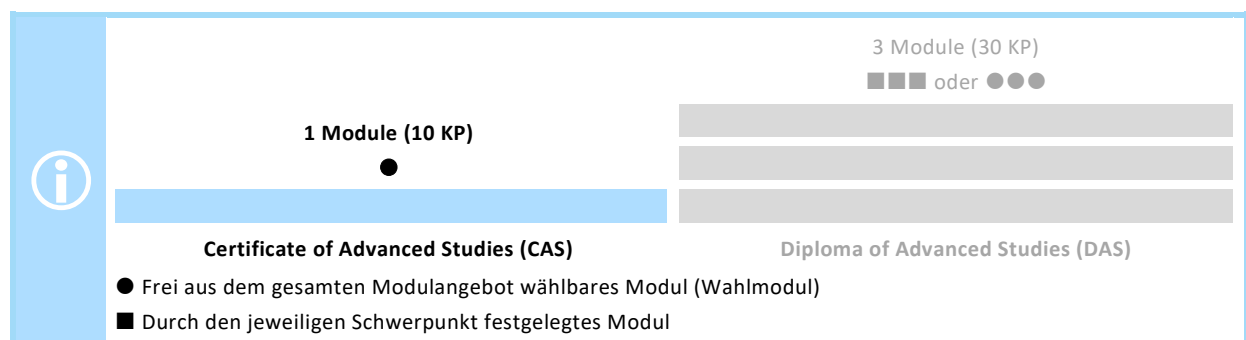 3 Module (30 KP)
■■■ oder ●●●
1 Module (10 KP)
●
Certificate of Advanced Studies (CAS)
Diploma of Advanced Studies (DAS)
● Frei aus dem gesamten Modulangebot wählbares Modul (Wahlmodul)
■ Durch den jeweiligen Schwerpunkt festgelegtes Modul